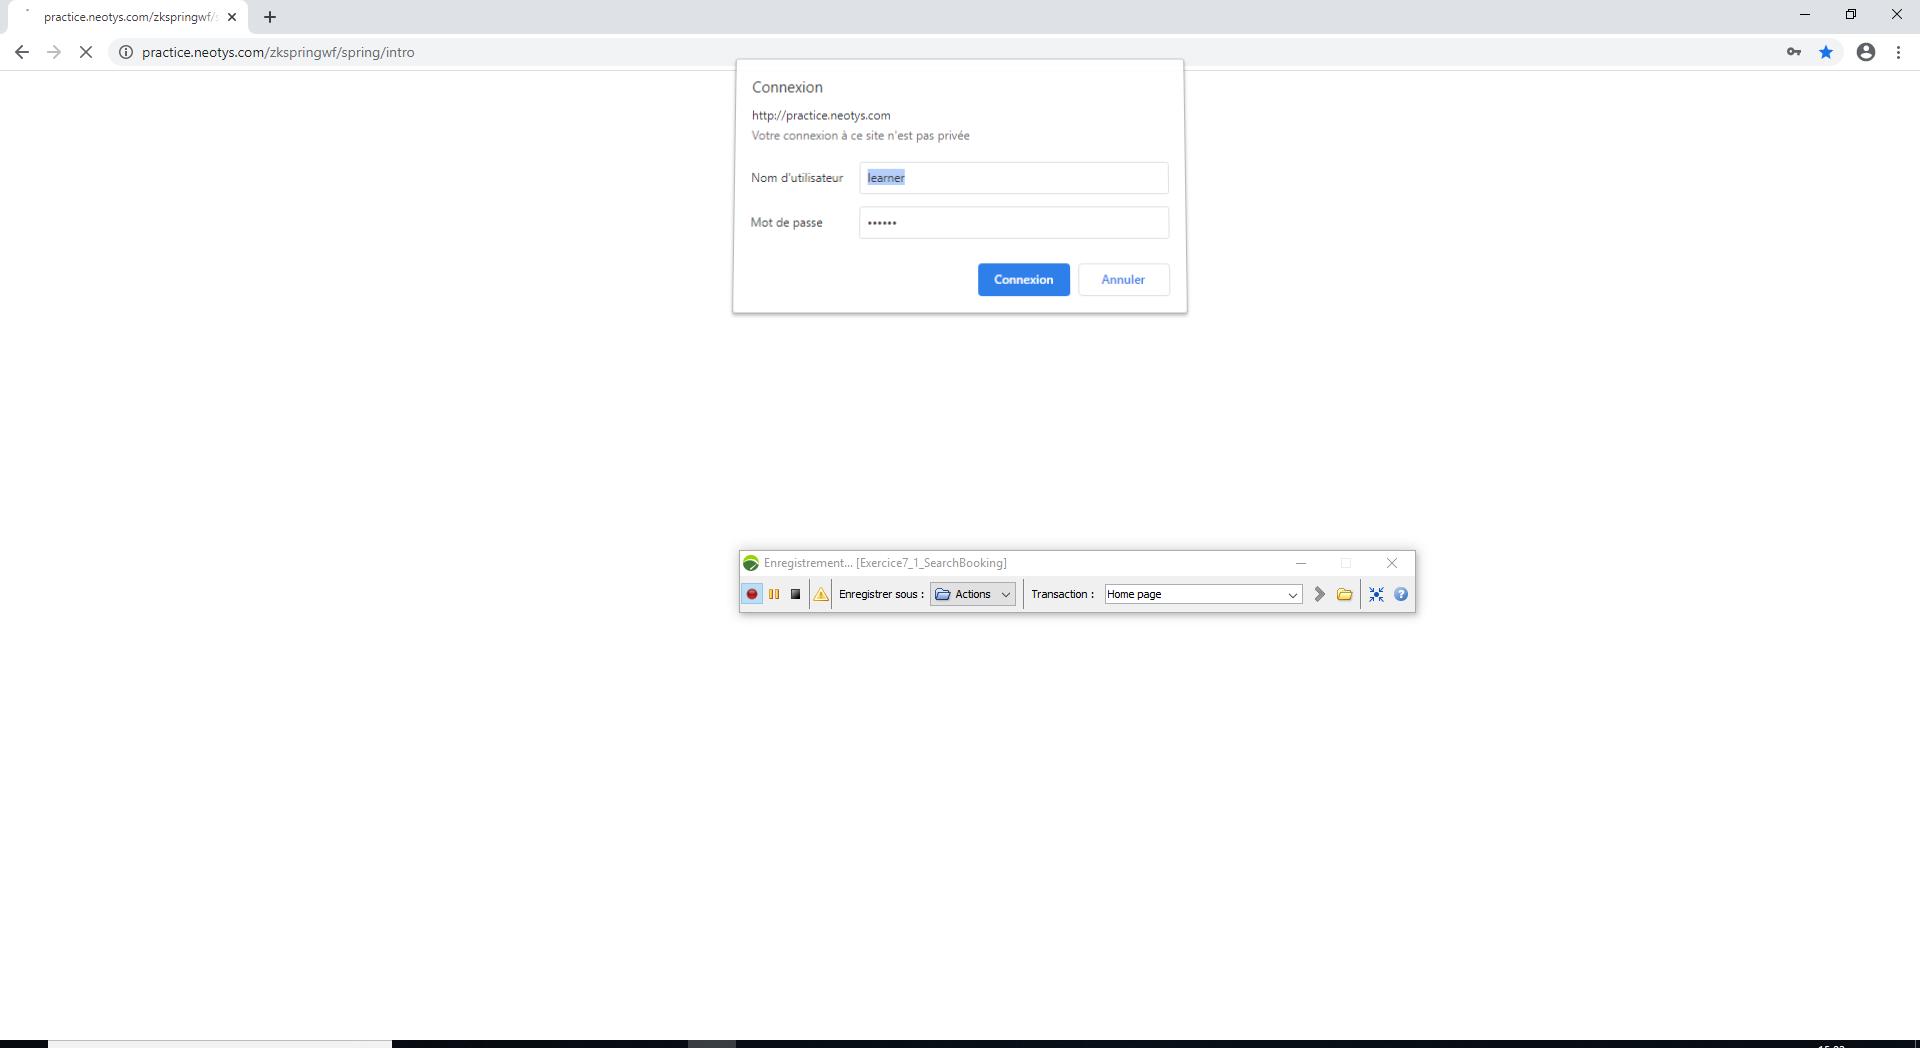 practice.neotys.com/zkspringwf/
practice.neotys.com/zkspringwf/spring/intro
Connexion
http://practice.neotys.com
Votre connexion à ce site n'est pas privée
Nom d'utilisateur learner
Mot de passe ••••••
Connexion Annuler
Enregistrement... [Exercice7_1_SearchBooking]
Enregistrer sous : Actions Transaction : Home page